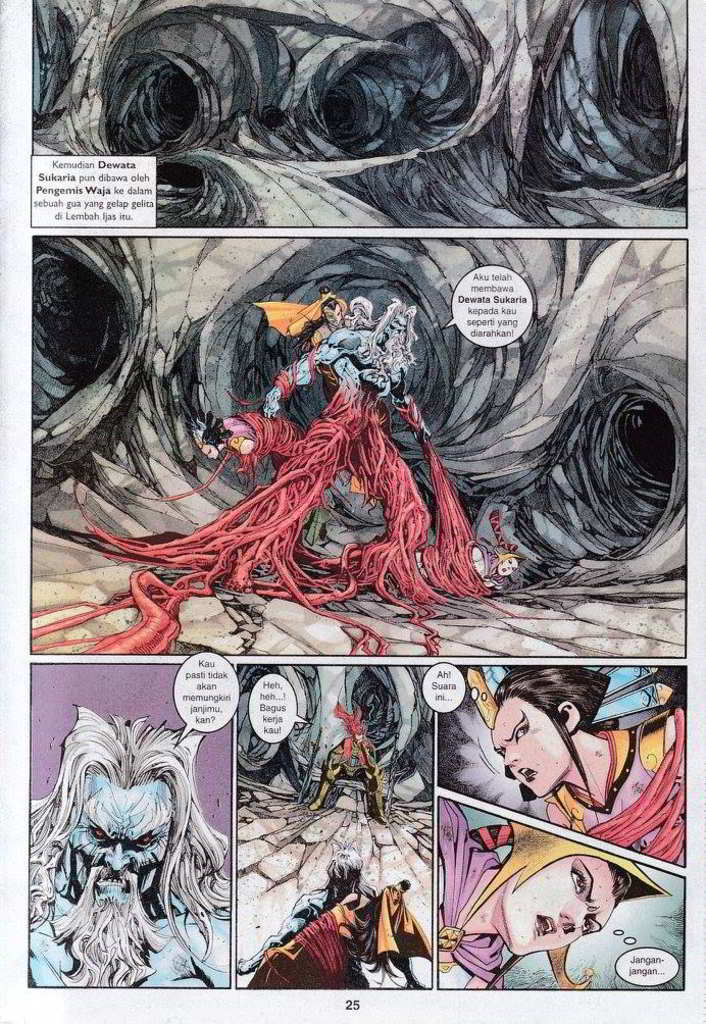 Kemudian Dewata
Sukaria pun dibawa oleh
Pengemis Waja ke dalam
sebuah gua yang gelap gelita
di Lembah Ijas itu.
Aku telah
membawa
Dewata Sukaria
kepada kau
seperti yang
diarahkan!
Kau
pasti tidak
akan
memungkiri
janjimu,
kan?
Heh,
heh...!
Bagus
kerja
kau!
Ah!
Suara
ini...
Jangan-
jangan...
25